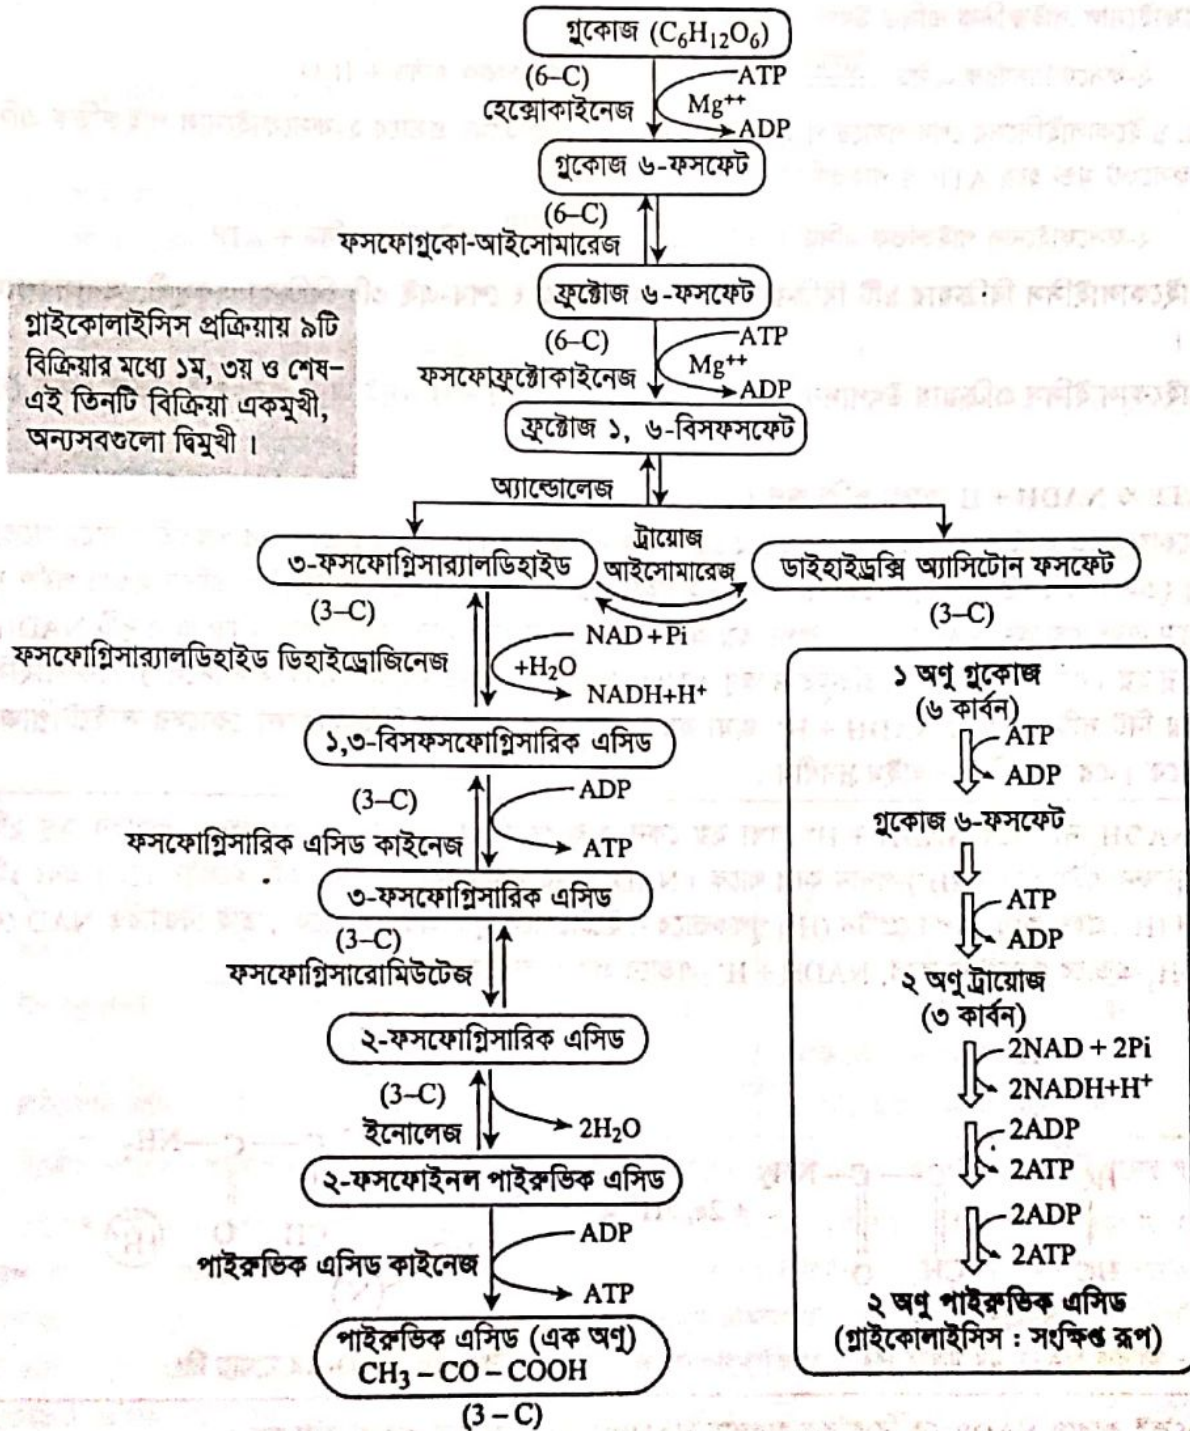 গ্লুকোজ (C₆H₁₂O₆)
(6–C)
হেক্সোকাইনেজ
ATP
Mg⁺⁺
ADP
গ্লুকোজ ৬-ফসফেট
(6–C)
ফসফোগ্লুকো-আইসোমারেজ
ফ্রুক্টোজ ৬-ফসফেট
(6–C)
ফসফোফ্রুক্টোকাইনেজ
ATP
Mg⁺⁺
ADP
ফ্রুক্টোজ ১, ৬-বিসফসফেট
গ্লাইকোলাইসিস প্রক্রিয়ায় ৯টি
বিক্রিয়ার মধ্যে ১ম, ৩য় ও শেষ–
এই তিনটি বিক্রিয়া একমুখী,
অন্যসবগুলো দ্বিমুখী ।
অ্যাল্ডোলেজ
৩-ফসফোগ্লিসার‍্যালডিহাইড
ট্রায়োজ
আইসোমারেজ
ডাইহাইড্রক্সি অ্যাসিটোন ফসফেট
(3–C)
(3–C)
ফসফোগ্লিসার‍্যালডিহাইড ডিহাইড্রোজিনেজ
NAD+Pi
+H₂O
NADH+H⁺
১,৩-বিসফসফোগ্লিসারিক এসিড
(3–C)
ফসফোগ্লিসারিক এসিড কাইনেজ
ADP
ATP
৩-ফসফোগ্লিসারিক এসিড
(3–C)
ফসফোগ্লিসারোমিউটেজ
২-ফসফোগ্লিসারিক এসিড
(3–C)
ইনোলেজ
2H₂O
২-ফসফোইনল পাইরুভিক এসিড
পাইরুভিক এসিড কাইনেজ
ADP
ATP
পাইরুভিক এসিড (এক অণু)
CH₃ – CO – COOH
(3 – C)
১ অণু গ্লুকোজ
(৬ কার্বন)
ATP
ADP
গ্লুকোজ ৬-ফসফেট
ATP
ADP
২ অণু ট্রায়োজ
(৩ কার্বন)
2NAD + 2Pi
2NADH+H⁺
2ADP
2ATP
2ADP
2ATP
২ অণু পাইরুভিক এসিড
(গ্লাইকোলাইসিস : সংক্ষিপ্ত রূপ)